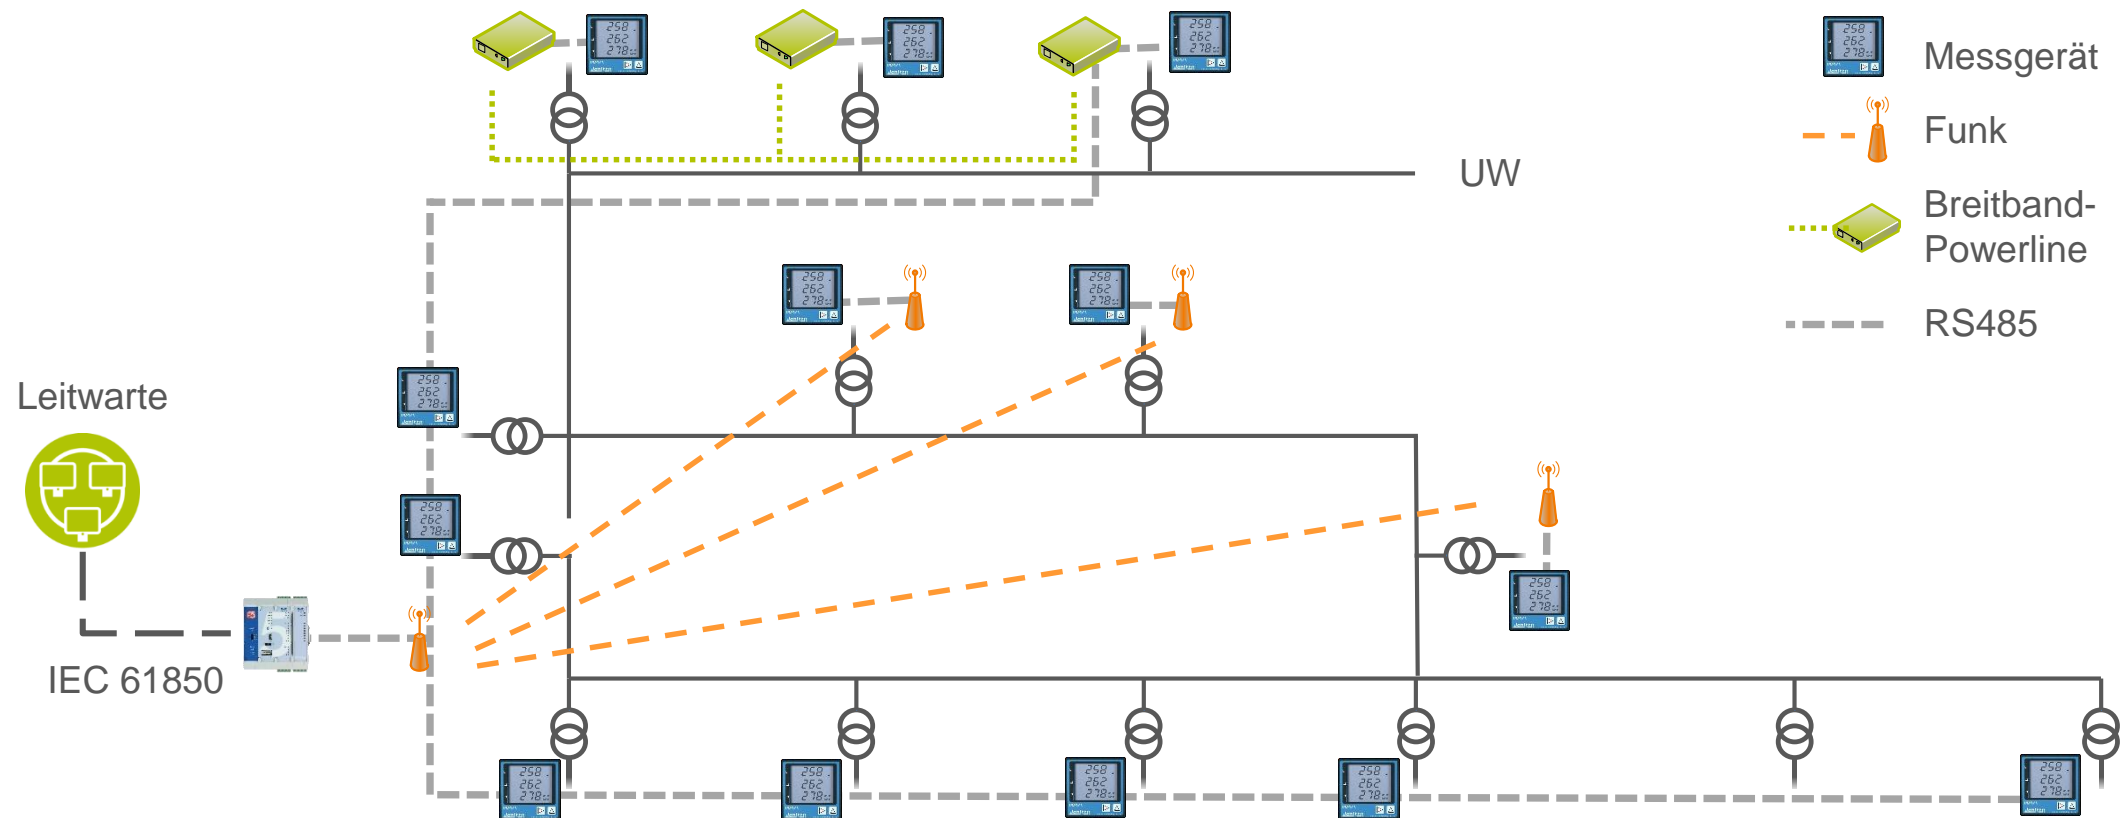 Messgerät
Funk
UW
Breitband-
Powerline
RS485
Leitwarte
IEC 61850